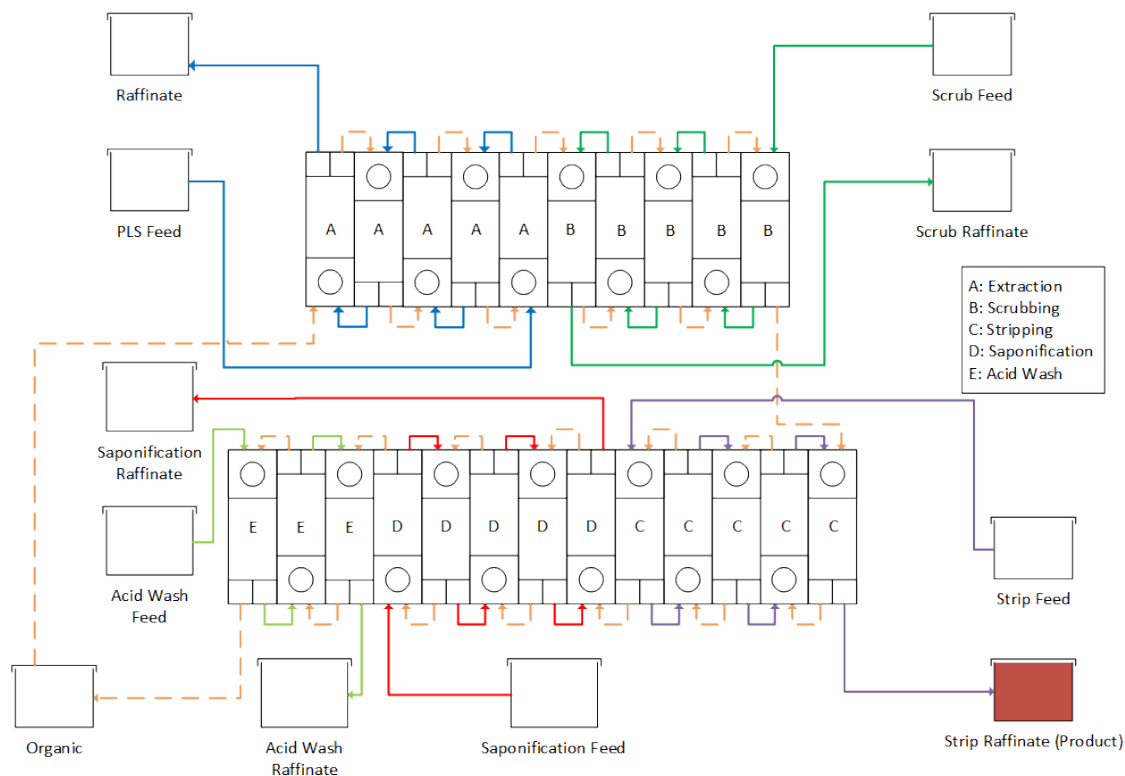 Raffinate
Scrub Feed
PLS Feed
Scrub Raffinate
A A A A A B B B B B
A: Extraction
B: Scrubbing
C: Stripping
D: Saponification
E: Acid Wash
Saponification
Raffinate
E E E D D D D D C C C C C
Acid Wash
Feed
Strip Feed
Organic
Acid Wash
Raffinate
Saponification Feed
Strip Raffinate (Product)